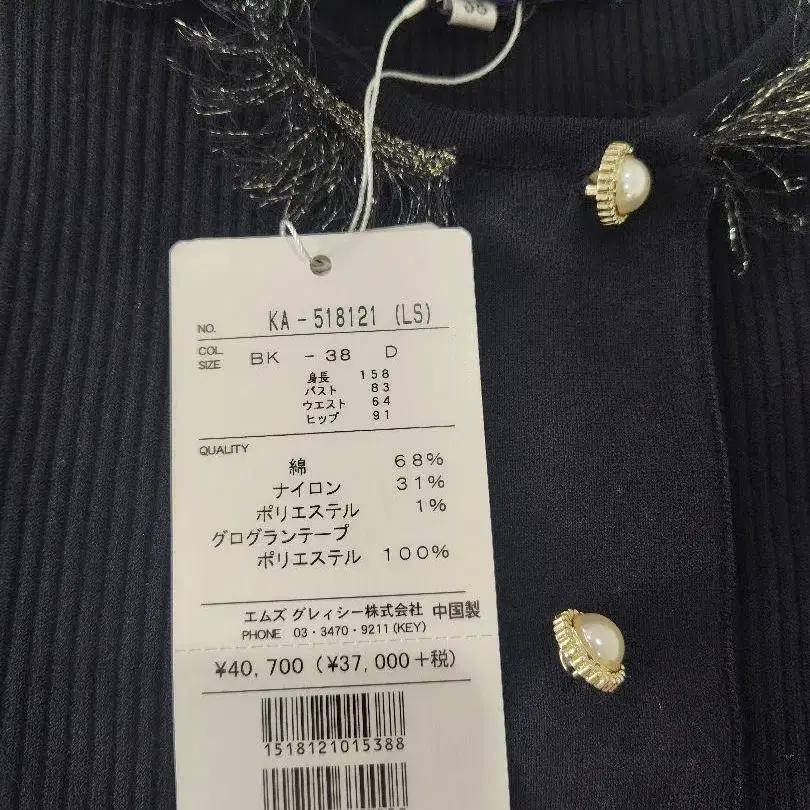 38
NO. KA-518121 (LS)
COL. SIZE BK -38 D
身長 158
バスト 83
ウエスト 64
ヒップ 91
QUALITY
綿 68%
ナイロン 31%
ポリエステル 1%
グログランテープ
ポリエステル 100%
エムズ グレィシー株式会社 中国製
PHONE 03・3470・9211(KEY)
¥40,700 (¥37,000+税)
1518121015388